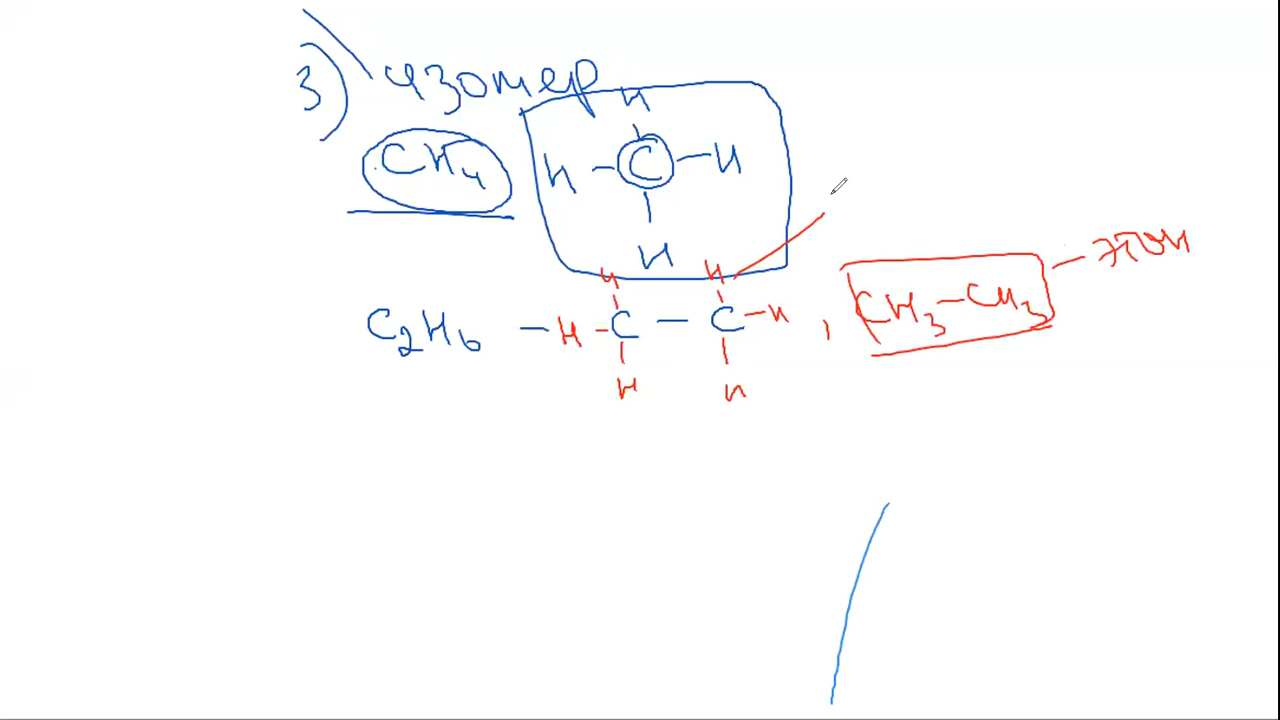 3) изомер
CH₄
H
H – C – H
H
H H
C₂H₆ – H – C – C – H , CH₃ – CH₃ – этан
H H